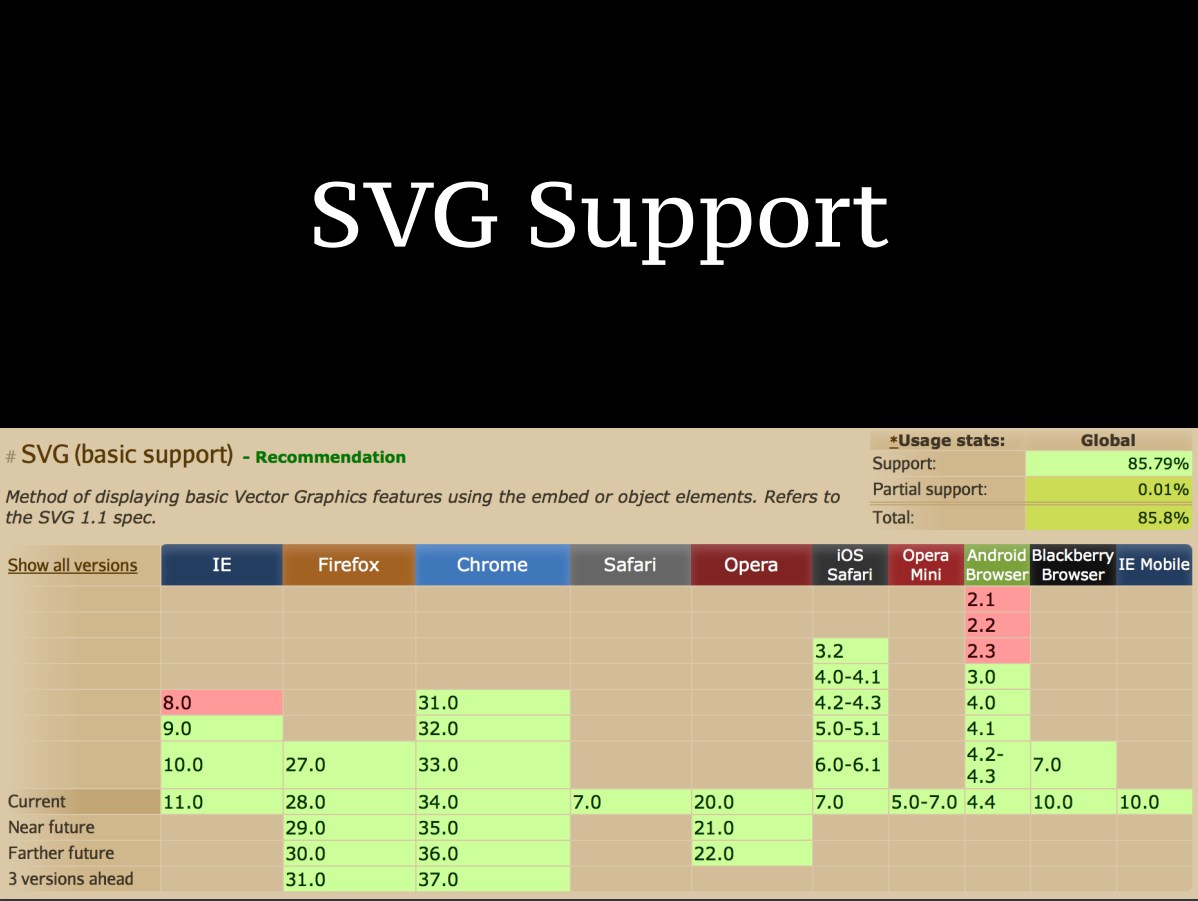 SVG Support
# SVG (basic support) - Recommendation
*Usage stats: Global
Support: 85.79%
Partial support: 0.01%
Total: 85.8%
Method of displaying basic Vector Graphics features using the embed or object elements. Refers to
the SVG 1.1 spec.
Show all versions IE Firefox Chrome Safari Opera iOS Safari Opera Mini Android Browser Blackberry Browser IE Mobile
2.1
2.2
3.2 2.3
4.0-4.1 3.0
8.0 31.0 4.2-4.3 4.0
9.0 32.0 5.0-5.1 4.1
10.0 27.0 33.0 6.0-6.1 4.2-4.3 7.0
Current 11.0 28.0 34.0 7.0 20.0 7.0 5.0-7.0 4.4 10.0 10.0
Near future 29.0 35.0 21.0
Farther future 30.0 36.0 22.0
3 versions ahead 31.0 37.0